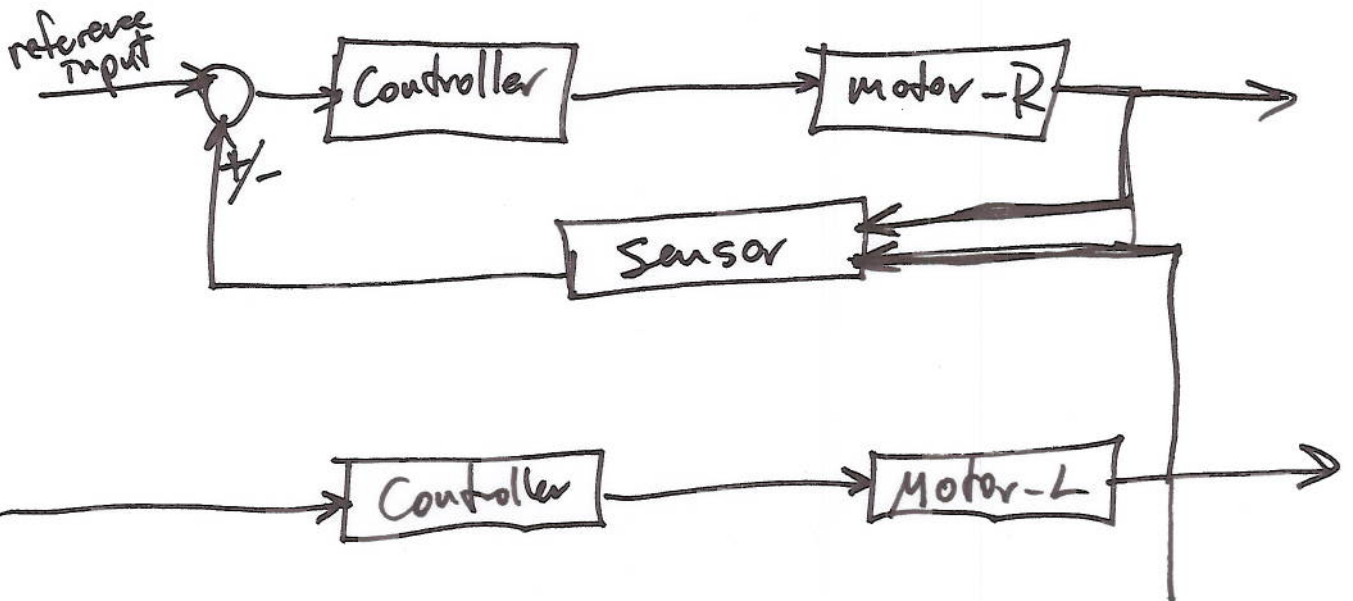 reference
input
Controller
motor-R
+/-
Sensor
Controller
Motor-L